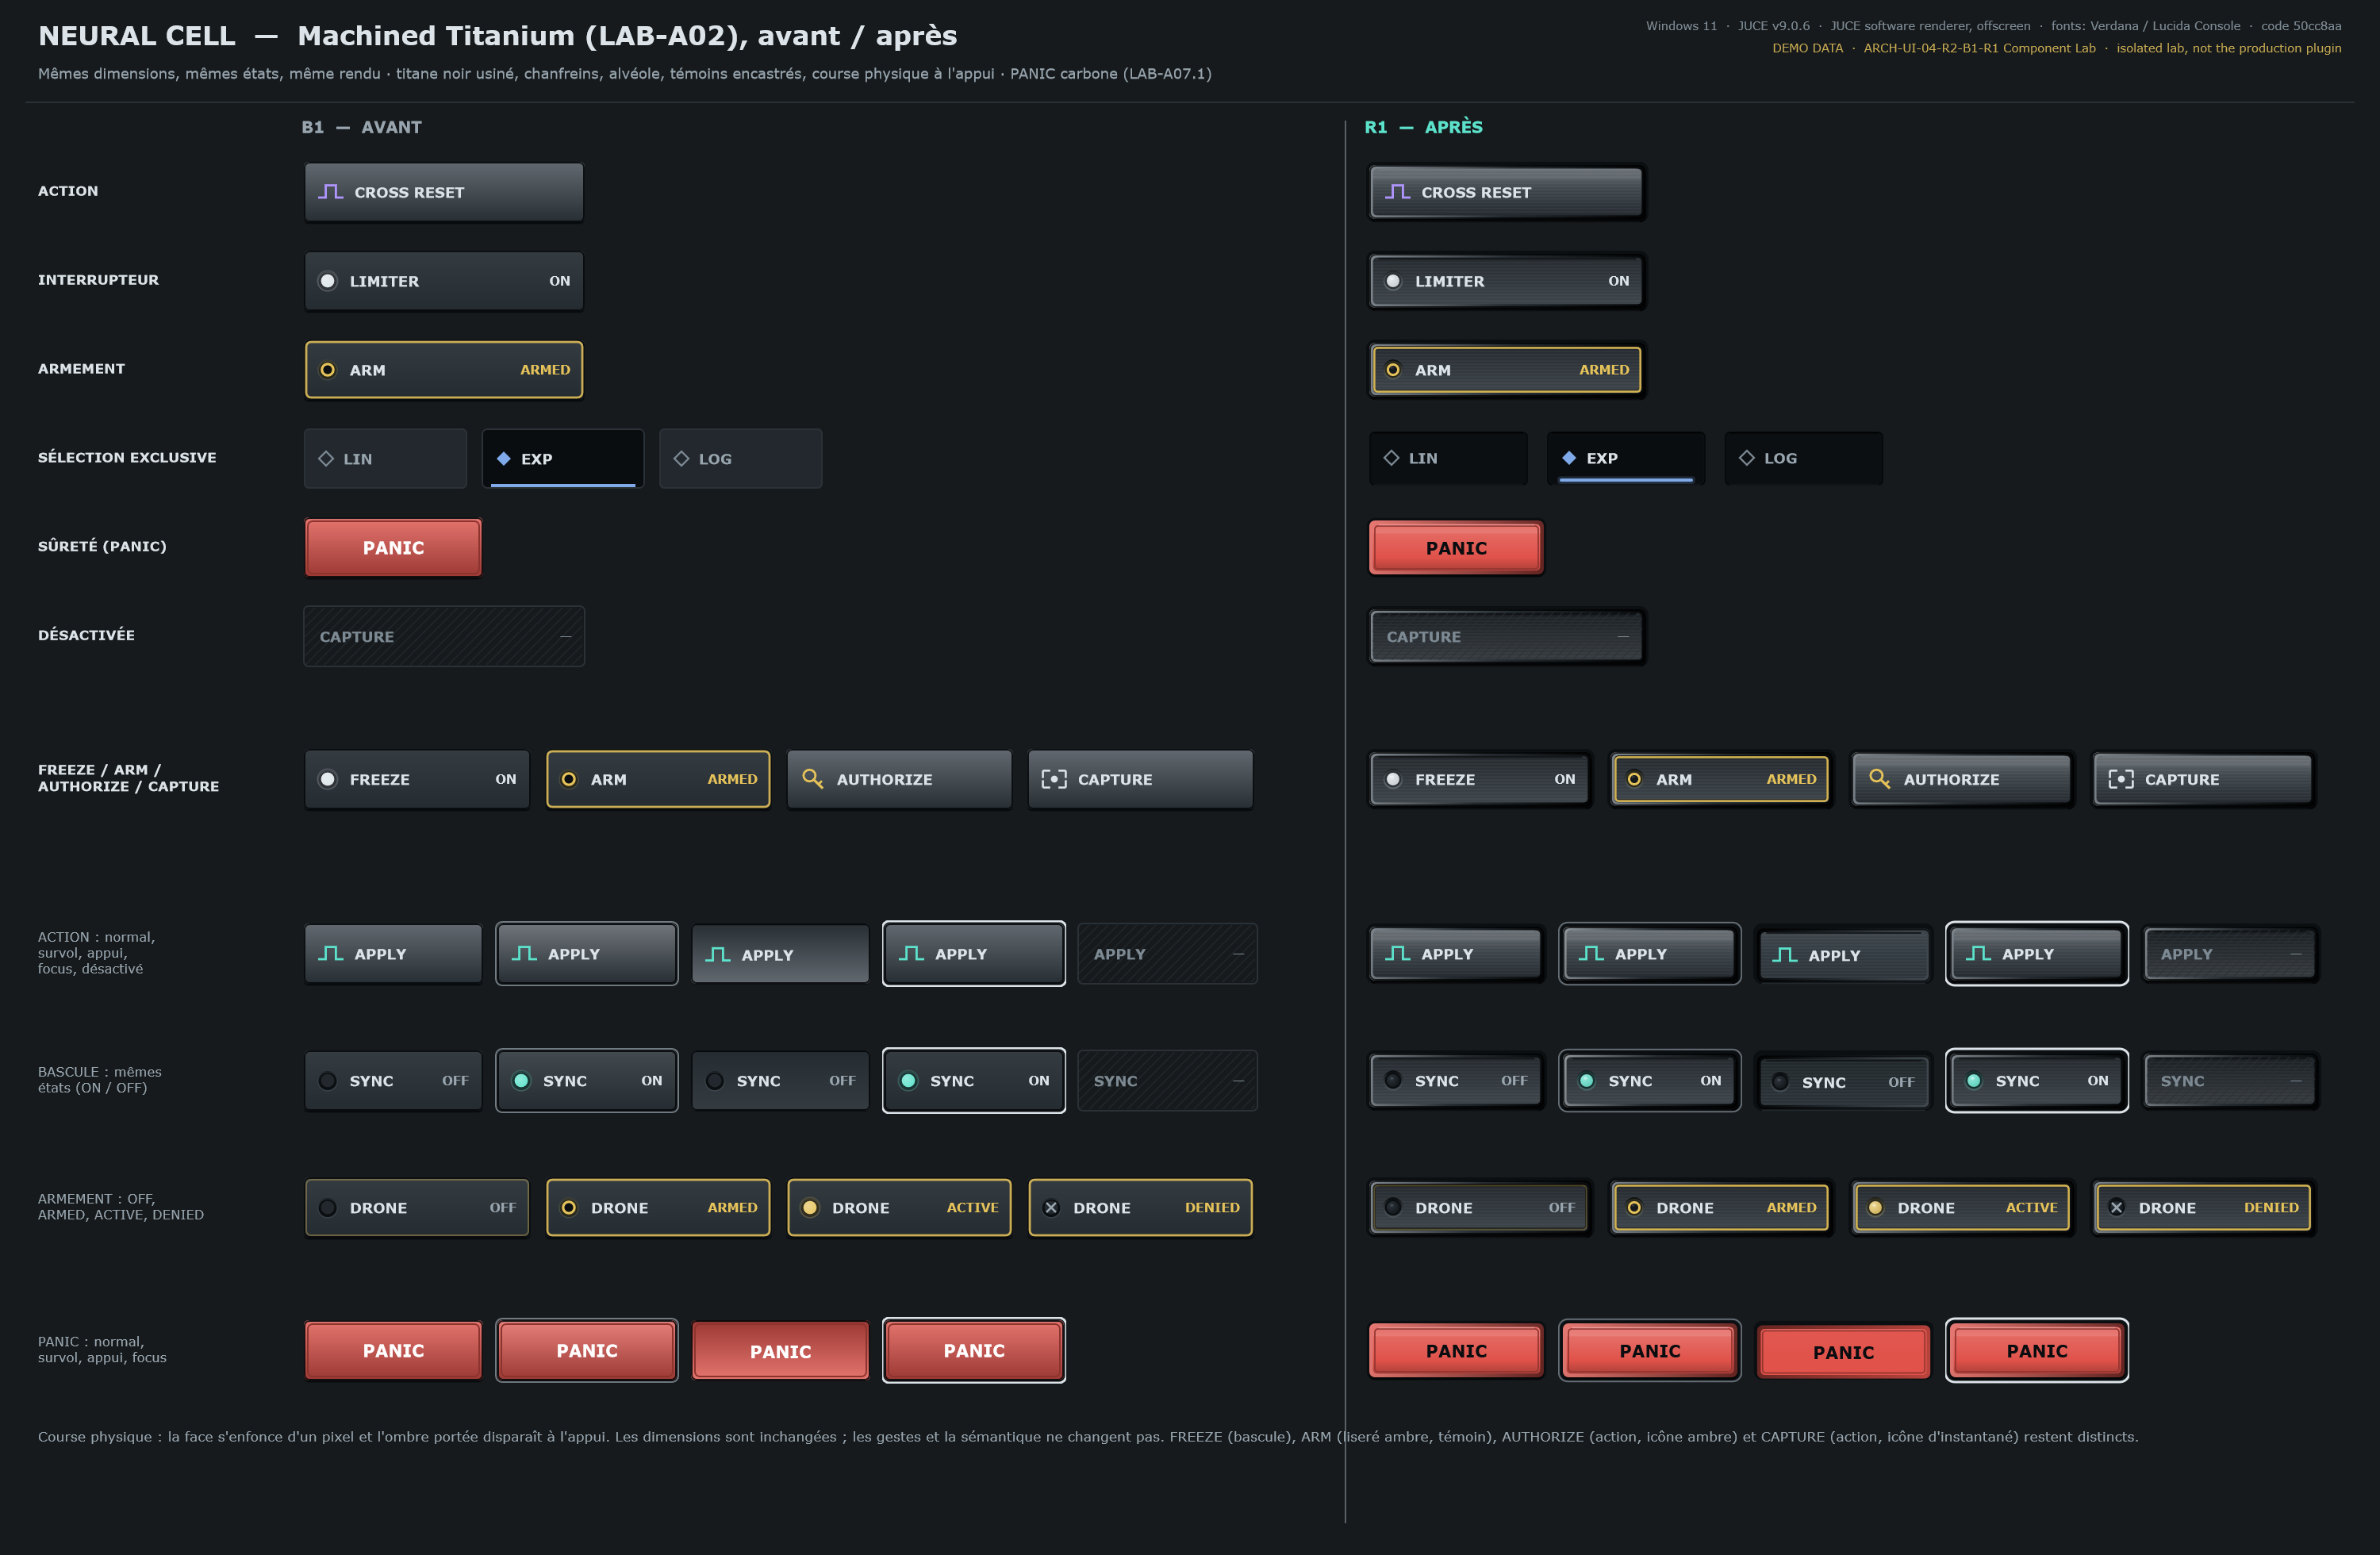 NEURAL CELL — Machined Titanium (LAB-A02), avant / après
Windows 11 · JUCE v9.0.6 · JUCE software renderer, offscreen · fonts: Verdana / Lucida Console · code 50cc8aa
DEMO DATA · ARCH-UI-04-R2-B1-R1 Component Lab · isolated lab, not the production plugin
Mêmes dimensions, mêmes états, même rendu · titane noir usiné, chanfreins, alvéole, témoins encastrés, course physique à l'appui · PANIC carbone (LAB-A07.1)
B1 — AVANT
R1 — APRÈS
ACTION
CROSS RESET
CROSS RESET
INTERRUPTEUR
LIMITER ON
LIMITER ON
ARMEMENT
ARM ARMED
ARM ARMED
SÉLECTION EXCLUSIVE
LIN EXP LOG
LIN EXP LOG
SÛRETÉ (PANIC)
PANIC
PANIC
DÉSACTIVÉE
CAPTURE —
CAPTURE —
FREEZE / ARM /
AUTHORIZE / CAPTURE
FREEZE ON ARM ARMED AUTHORIZE CAPTURE
FREEZE ON ARM ARMED AUTHORIZE CAPTURE
ACTION : normal,
survol, appui,
focus, désactivé
APPLY APPLY APPLY APPLY APPLY —
APPLY APPLY APPLY APPLY APPLY —
BASCULE : mêmes
états (ON / OFF)
SYNC OFF SYNC ON SYNC OFF SYNC ON SYNC —
SYNC OFF SYNC ON SYNC OFF SYNC ON SYNC —
ARMEMENT : OFF,
ARMED, ACTIVE, DENIED
DRONE OFF DRONE ARMED DRONE ACTIVE DRONE DENIED
DRONE OFF DRONE ARMED DRONE ACTIVE DRONE DENIED
PANIC : normal,
survol, appui, focus
PANIC PANIC PANIC PANIC
PANIC PANIC PANIC PANIC
Course physique : la face s'enfonce d'un pixel et l'ombre portée disparaît à l'appui. Les dimensions sont inchangées ; les gestes et la sémantique ne changent pas. FREEZE (bascule), ARM (liseré ambre, témoin), AUTHORIZE (action, icône ambre) et CAPTURE (action, icône d'instantané) restent distincts.